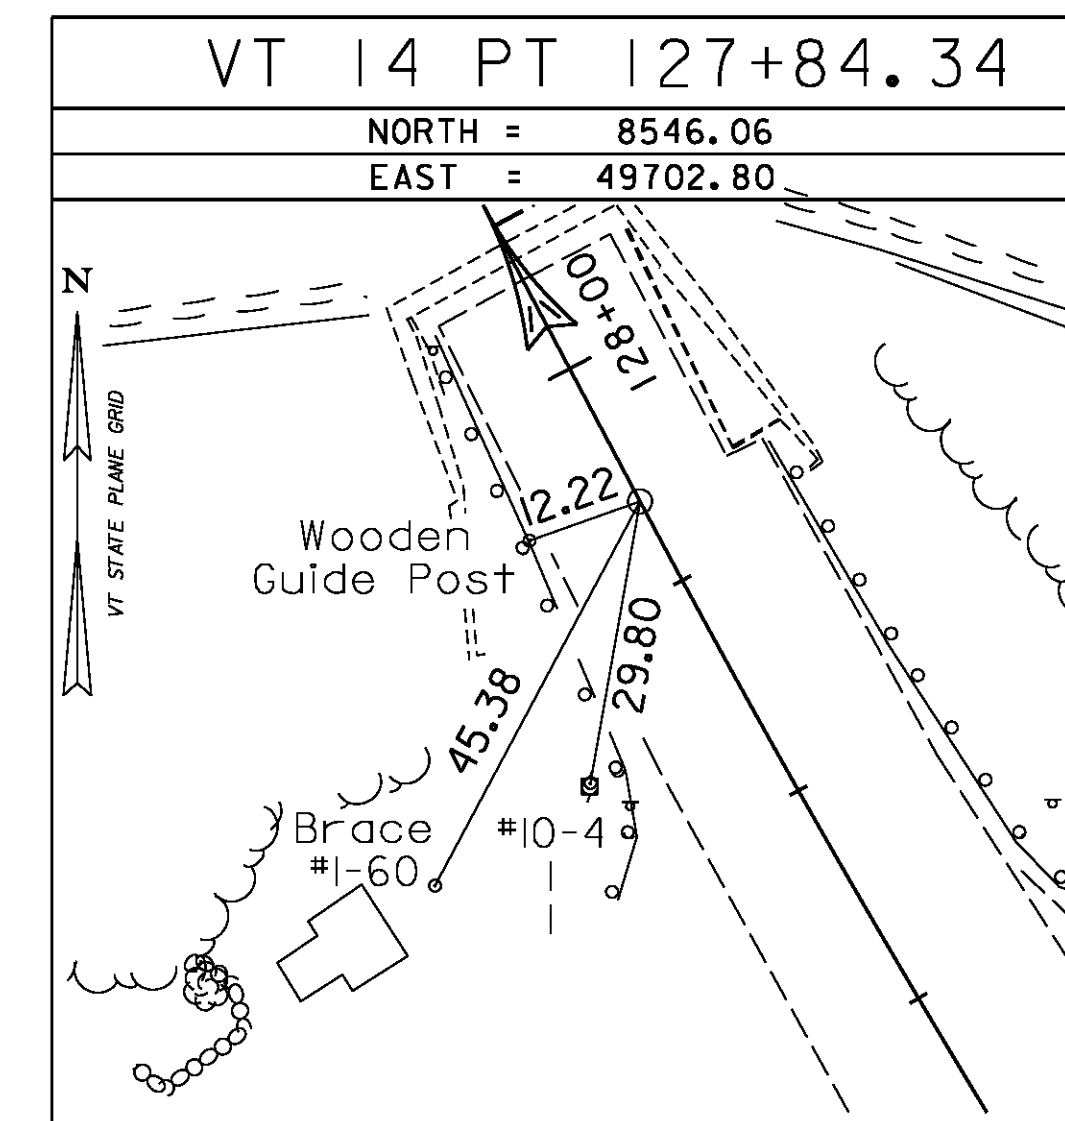 VT 14 PT 127+84.34
NORTH = 8546.06
EAST = 49702.80
N
VT STATE PLANE GRID
128+00
2.22
Wooden
Guide Post
29.80
45.38
Brace
#1-60
#10-4